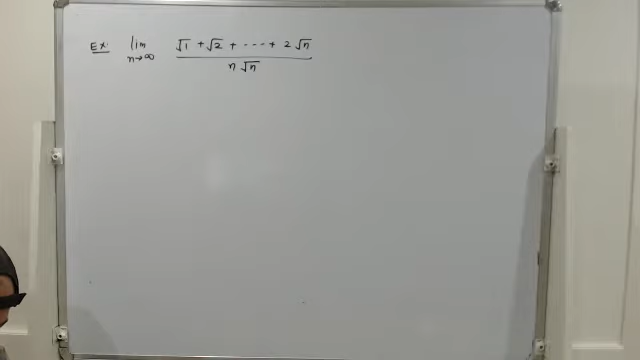 Ex: lim n→∞ (√1 + √2 + ---- + 2√n) / (n√n)